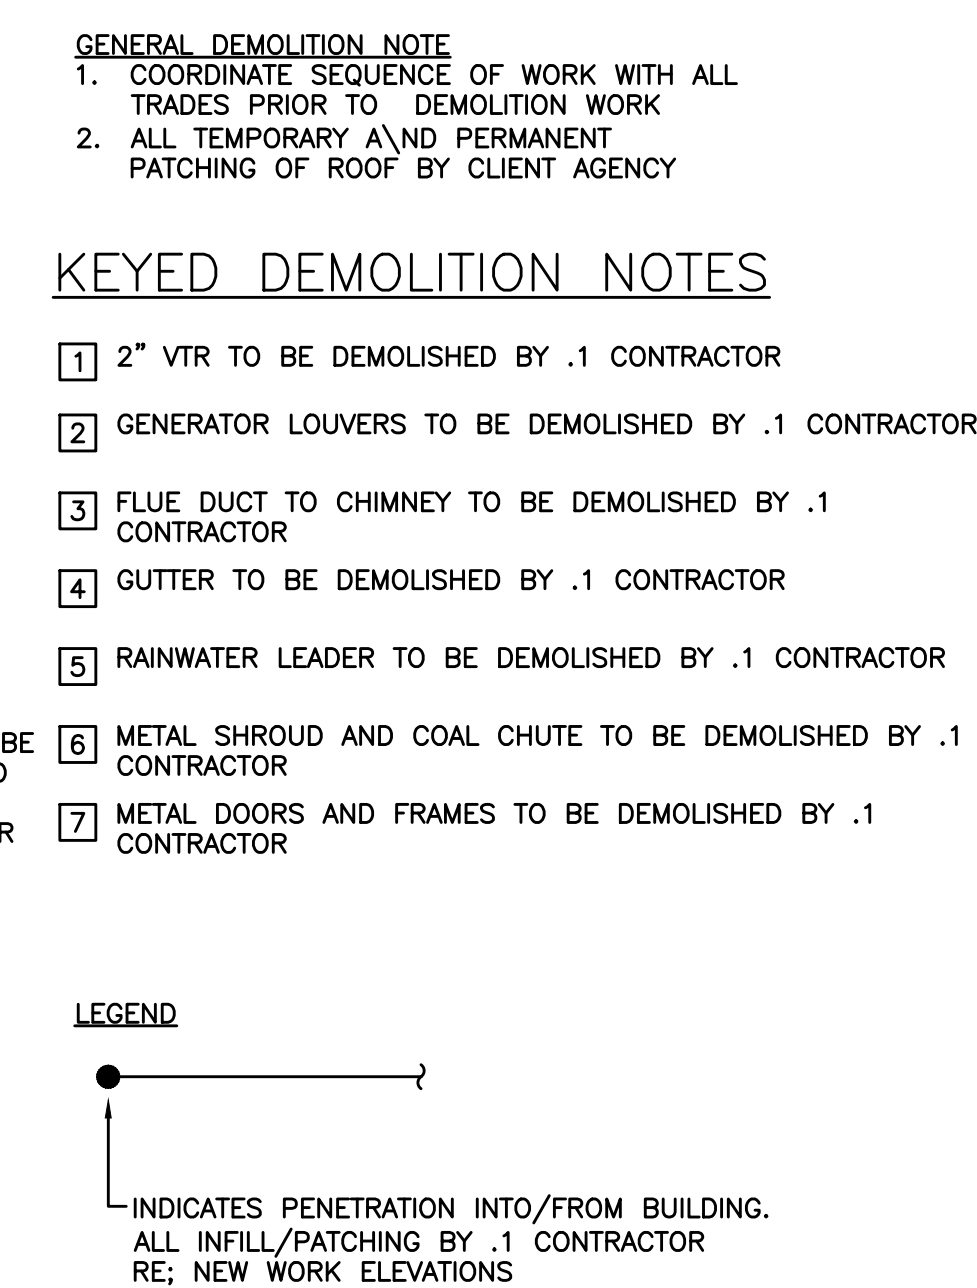 GENERAL DEMOLITION NOTE
1. COORDINATE SEQUENCE OF WORK WITH ALL
TRADES PRIOR TO DEMOLITION WORK
2. ALL TEMPORARY A\ND PERMANENT
PATCHING OF ROOF BY CLIENT AGENCY
KEYED DEMOLITION NOTES
1 2" VTR TO BE DEMOLISHED BY .1 CONTRACTOR
2 GENERATOR LOUVERS TO BE DEMOLISHED BY .1 CONTRACTOR
3 FLUE DUCT TO CHIMNEY TO BE DEMOLISHED BY .1
CONTRACTOR
4 GUTTER TO BE DEMOLISHED BY .1 CONTRACTOR
5 RAINWATER LEADER TO BE DEMOLISHED BY .1 CONTRACTOR
BE
6 METAL SHROUD AND COAL CHUTE TO BE DEMOLISHED BY .1
CONTRACTOR
7 METAL DOORS AND FRAMES TO BE DEMOLISHED BY .1
R
CONTRACTOR
LEGEND
INDICATES PENETRATION INTO/FROM BUILDING.
ALL INFILL/PATCHING BY .1 CONTRACTOR
RE; NEW WORK ELEVATIONS